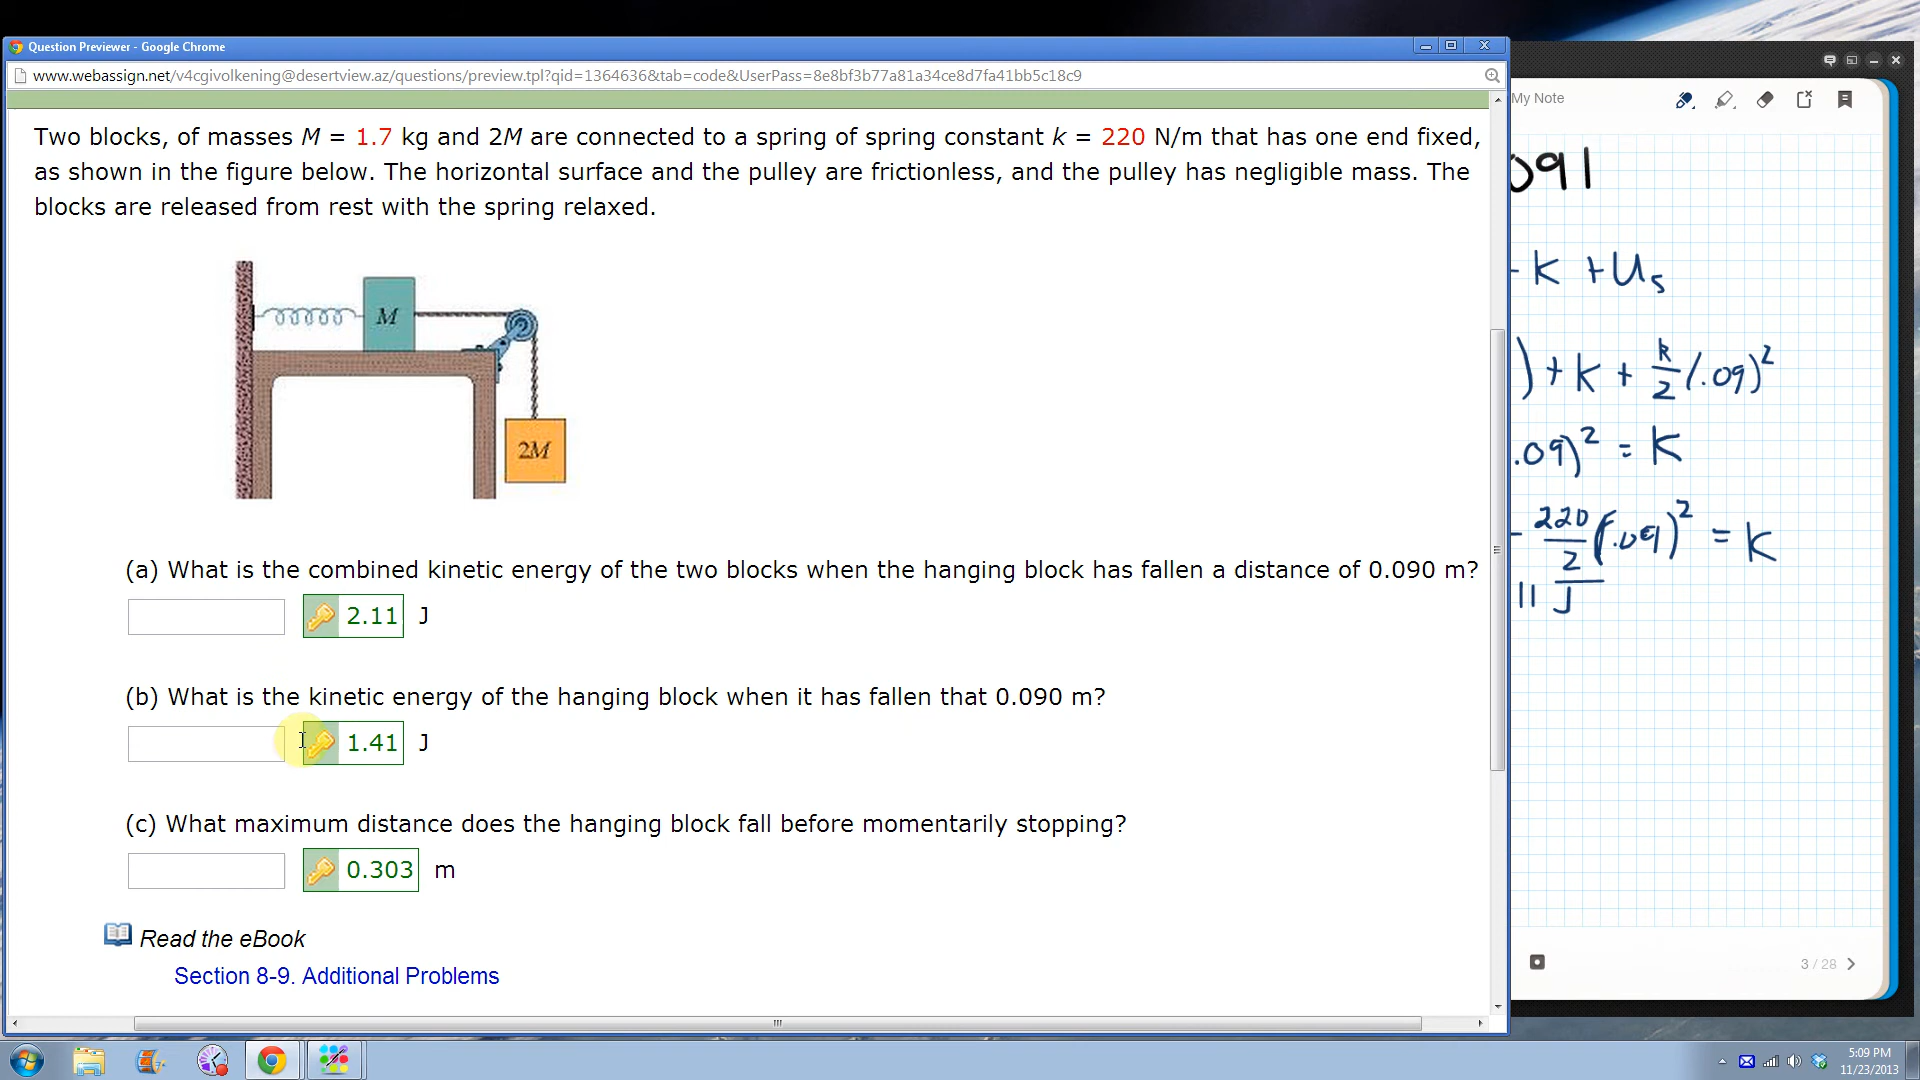 Question Previewer - Google Chrome
www.webassign.net/v4cgivolkening@desertview.az/questions/preview.tpl?qid=1364636&tab=code&UserPass=8e8bf3b77a81a34ce8d7fa41bb5c18c9
Two blocks, of masses M = 1.7 kg and 2M are connected to a spring of spring constant k = 220 N/m that has one end fixed,
as shown in the figure below. The horizontal surface and the pulley are frictionless, and the pulley has negligible mass. The
blocks are released from rest with the spring relaxed.
M
2M
(a) What is the combined kinetic energy of the two blocks when the hanging block has fallen a distance of 0.090 m?
2.11 J
(b) What is the kinetic energy of the hanging block when it has fallen that 0.090 m?
1.41 J
(c) What maximum distance does the hanging block fall before momentarily stopping?
0.303 m
Read the eBook
Section 8-9. Additional Problems
My Note
091
- K + Us
) + K + k/2 (.09)²
.09)² = K
- 220/2 (.09)² = K
11 J
3 / 28
5:09 PM
11/23/2013